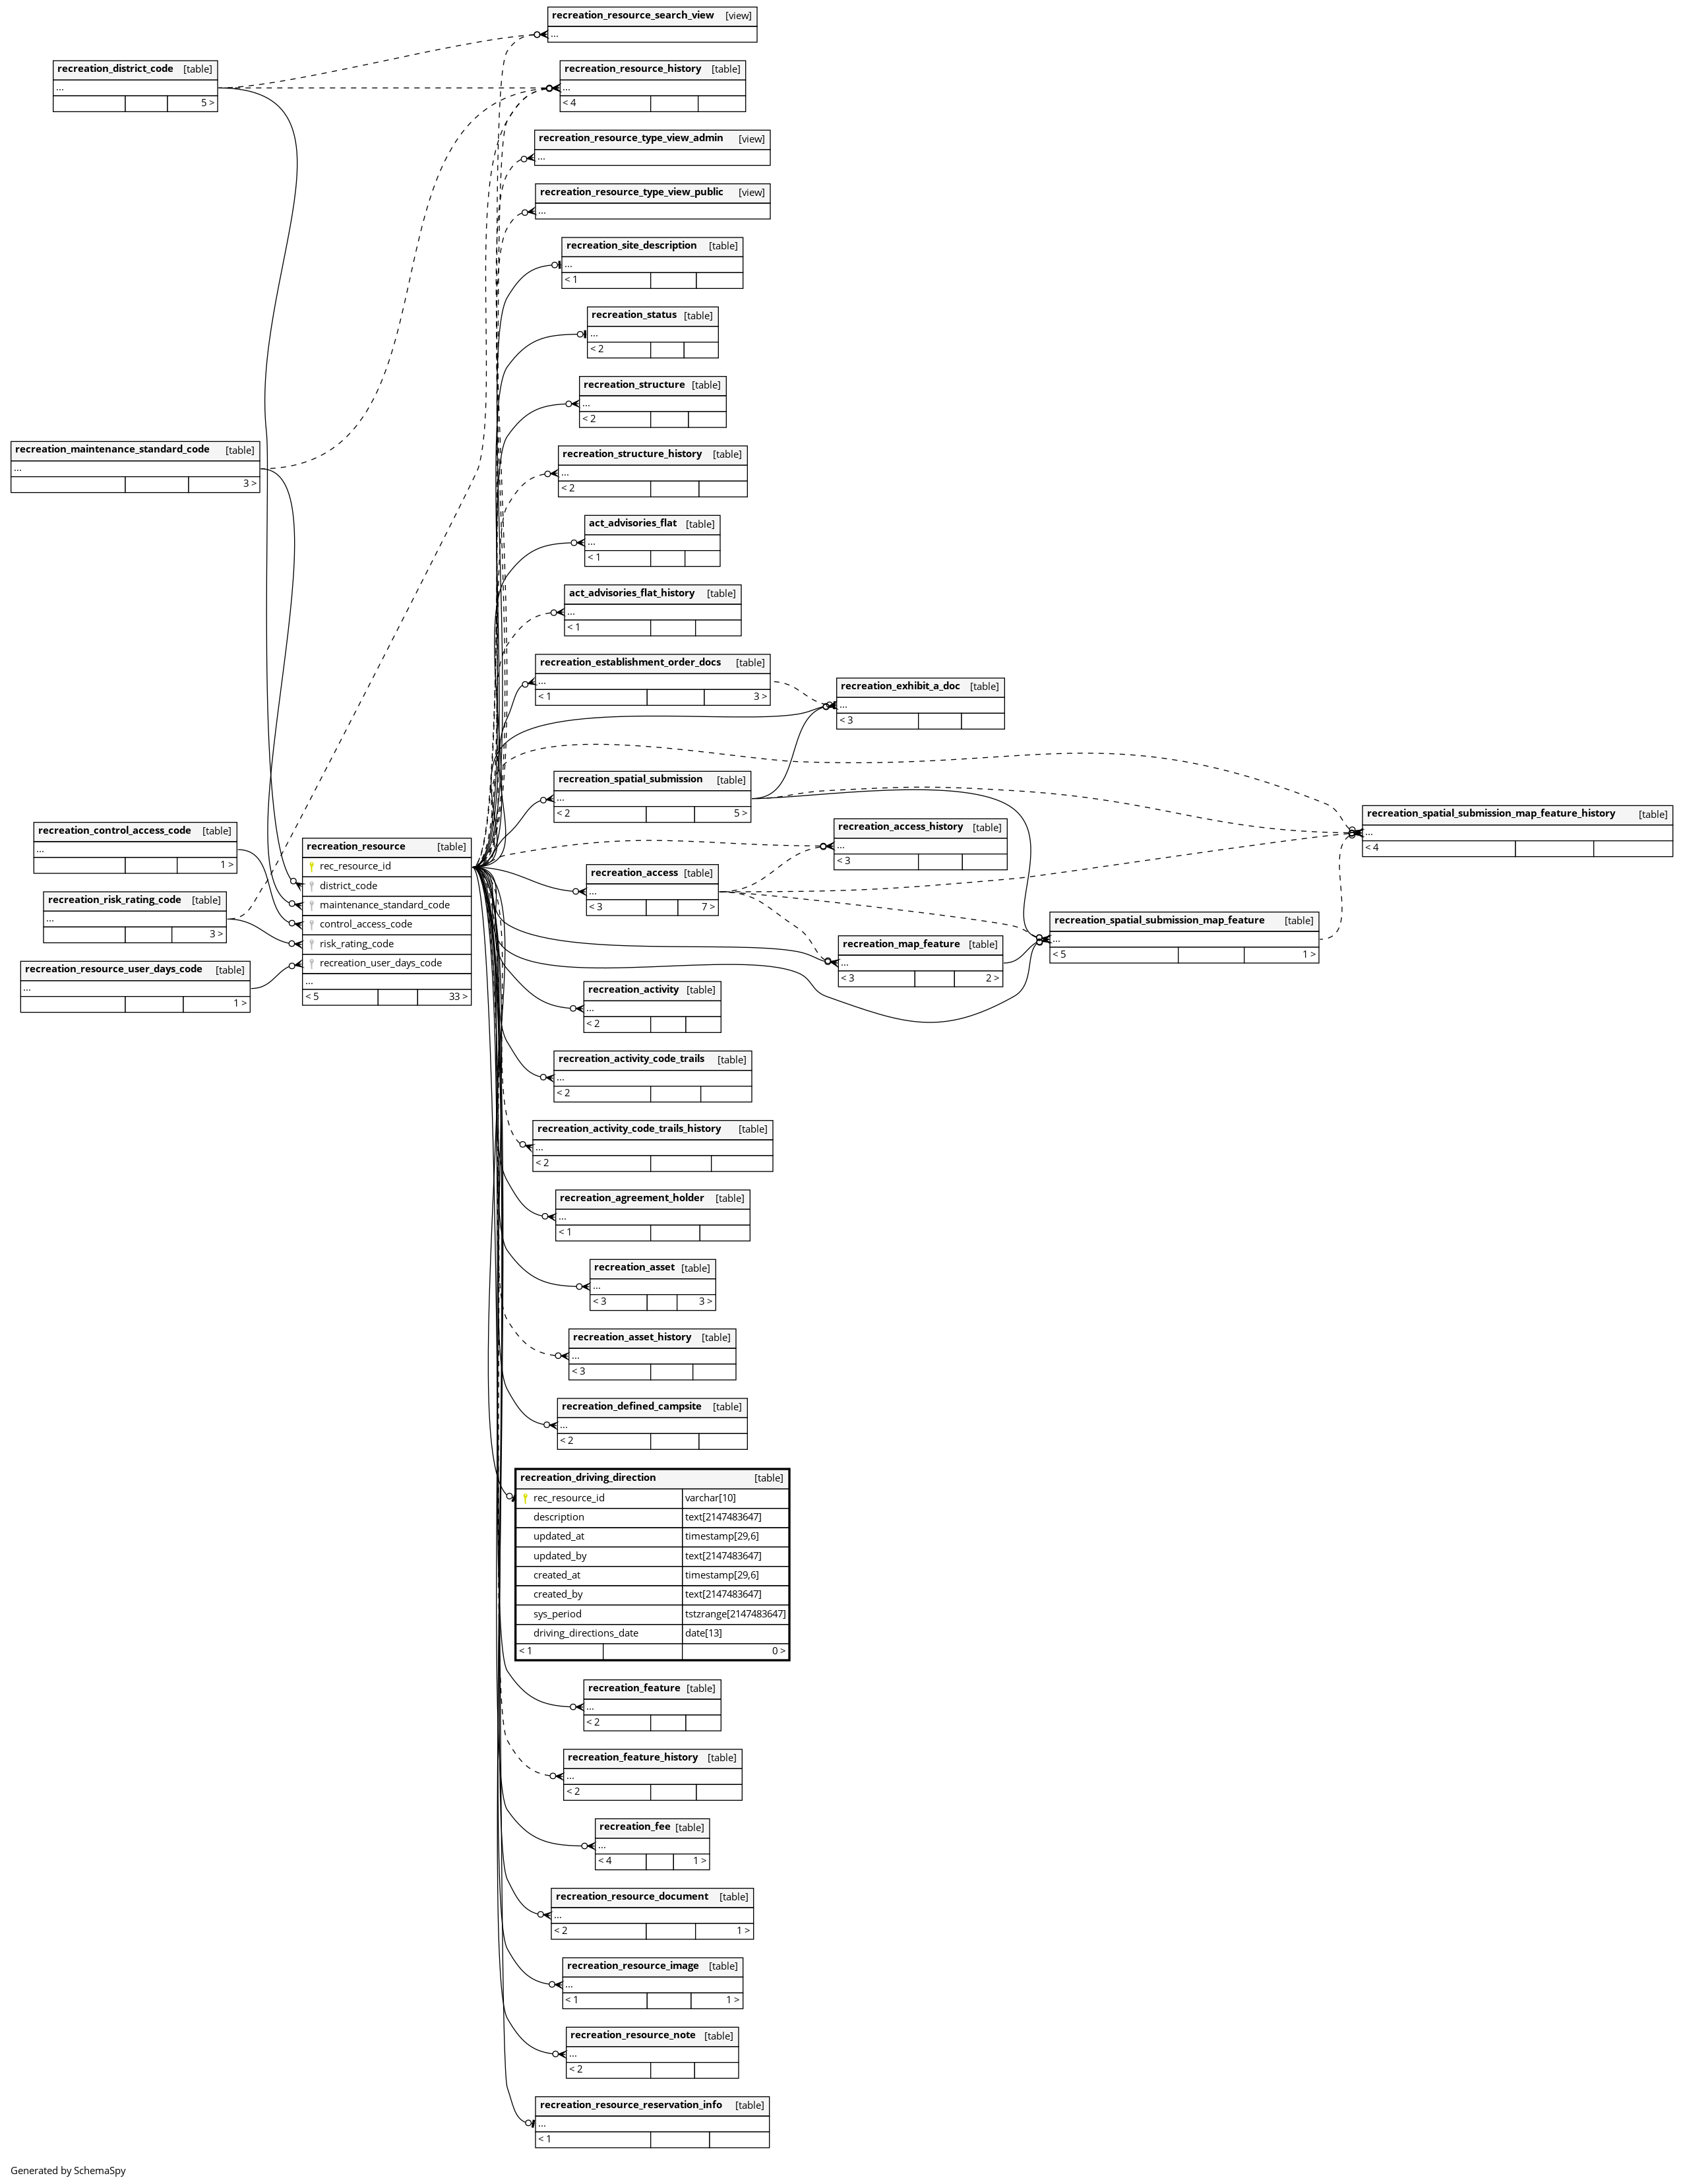 recreation_resource_search_view [view]
...
recreation_district_code [table]
...
5 >
recreation_resource_history [table]
...
< 4
recreation_resource_type_view_admin [view]
...
recreation_resource_type_view_public [view]
...
recreation_site_description [table]
...
< 1
recreation_status [table]
...
< 2
recreation_structure [table]
...
< 2
recreation_maintenance_standard_code [table]
...
3 >
recreation_structure_history [table]
...
< 2
act_advisories_flat [table]
...
< 1
act_advisories_flat_history [table]
...
< 1
recreation_establishment_order_docs [table]
...
< 1 3 >
recreation_exhibit_a_doc [table]
...
< 3
recreation_spatial_submission [table]
...
< 2 5 >
recreation_spatial_submission_map_feature_history [table]
...
< 4
recreation_access_history [table]
...
< 3
recreation_control_access_code [table]
...
1 >
recreation_risk_rating_code [table]
...
3 >
recreation_resource_user_days_code [table]
...
1 >
recreation_resource [table]
rec_resource_id
district_code
maintenance_standard_code
control_access_code
risk_rating_code
recreation_user_days_code
...
< 5 33 >
recreation_access [table]
...
< 3 7 >
recreation_spatial_submission_map_feature [table]
...
< 5 1 >
recreation_map_feature [table]
...
< 3 2 >
recreation_activity [table]
...
< 2
recreation_activity_code_trails [table]
...
< 2
recreation_activity_code_trails_history [table]
...
< 2
recreation_agreement_holder [table]
...
< 1
recreation_asset [table]
...
< 3 3 >
recreation_asset_history [table]
...
< 3
recreation_defined_campsite [table]
...
< 2
recreation_driving_direction [table]
rec_resource_id varchar[10]
description text[2147483647]
updated_at timestamp[29,6]
updated_by text[2147483647]
created_at timestamp[29,6]
created_by text[2147483647]
sys_period tstzrange[2147483647]
driving_directions_date date[13]
< 1 0 >
recreation_feature [table]
...
< 2
recreation_feature_history [table]
...
< 2
recreation_fee [table]
...
< 4 1 >
recreation_resource_document [table]
...
< 2 1 >
recreation_resource_image [table]
...
< 1 1 >
recreation_resource_note [table]
...
< 2
recreation_resource_reservation_info [table]
...
< 1
Generated by SchemaSpy